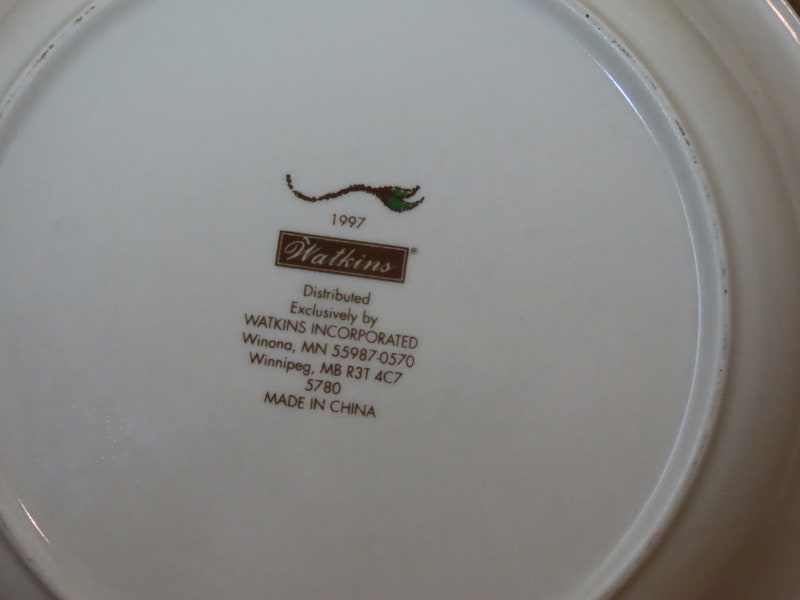 1997
Watkins®
Distributed
Exclusively by
WATKINS INCORPORATED
Winona, MN 55987-0570
Winnipeg, MB R3T 4C7
5780
MADE IN CHINA